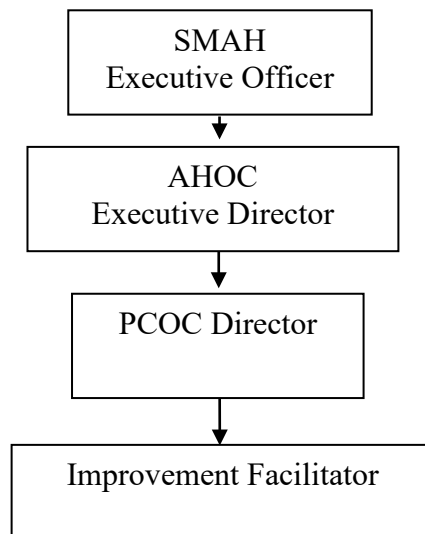 SMAH
Executive Officer
AHOC
Executive Director
PCOC Director
Improvement Facilitator